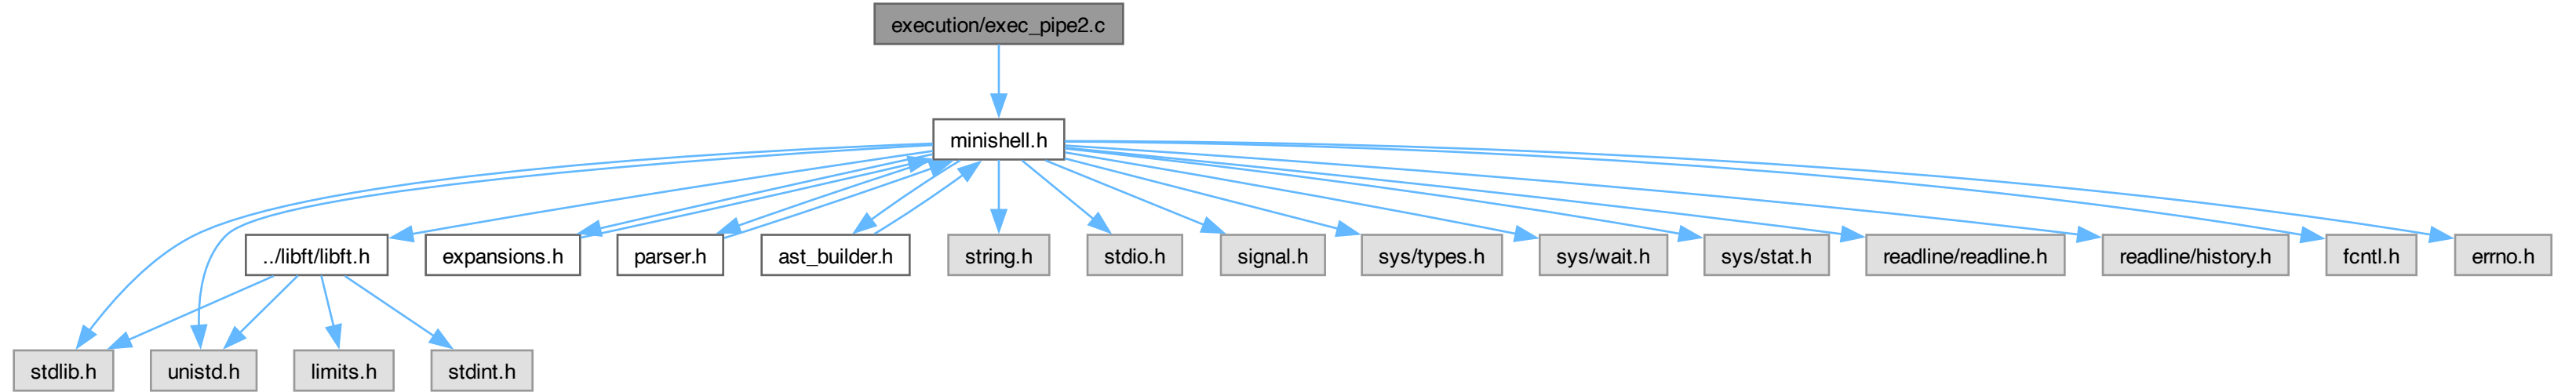 execution/exec_pipe2.c
minishell.h
../libft/libft.h
expansions.h
parser.h
ast_builder.h
string.h
stdio.h
signal.h
sys/types.h
sys/wait.h
sys/stat.h
readline/readline.h
readline/history.h
fcntl.h
errno.h
stdlib.h
unistd.h
limits.h
stdint.h